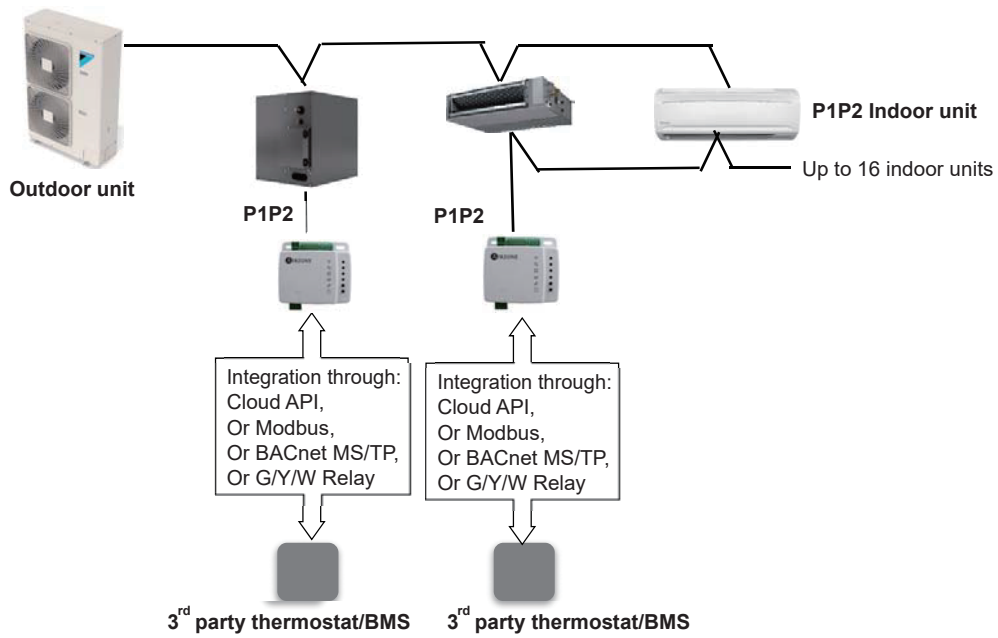 P1P2 Indoor unit
Up to 16 indoor units
Outdoor unit
P1P2
P1P2
Integration through:
Cloud API,
Or Modbus,
Or BACnet MS/TP,
Or G/Y/W Relay
Integration through:
Cloud API,
Or Modbus,
Or BACnet MS/TP,
Or G/Y/W Relay
3rd party thermostat/BMS
3rd party thermostat/BMS